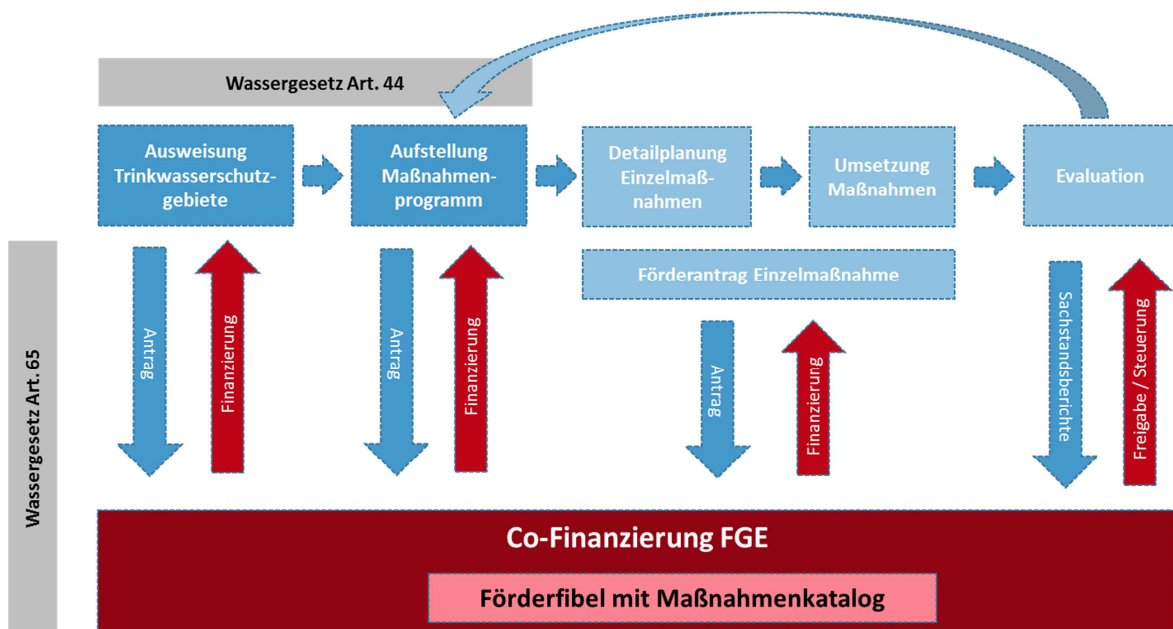 Wassergesetz Art. 44
Ausweisung
Trinkwasserschutz-
gebiete
Aufstellung
Maßnahmen-
programm
Detailplanung
Einzelmaß-
nahmen
Umsetzung
Maßnahmen
Evaluation
Förderantrag Einzelmaßnahme
Wassergesetz Art. 65
Antrag
Finanzierung
Antrag
Finanzierung
Antrag
Finanzierung
Sachstandsberichte
Freigabe / Steuerung
Co-Finanzierung FGE
Förderfibel mit Maßnahmenkatalog